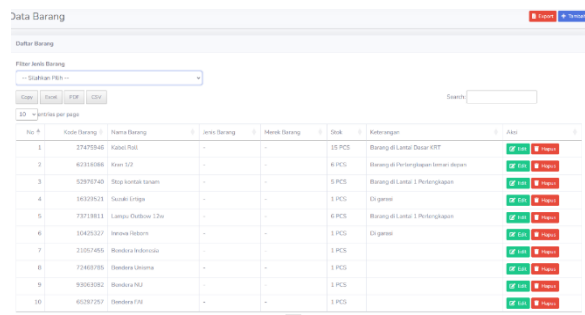 Data Barang
Export + Tambah
Daftar Barang
Filter Jenis Barang
-- Silahkan Pilih --
Copy Excel PDF CSV
Search:
10 entries per page
No Kode Barang Nama Barang Jenis Barang Merek Barang Stok Keterangan Aksi
1 27475946 Kabel Roll - - 15 PCS Barang di Lantai Dasar KRT Edit Hapus
2 62316088 Kran 1/2 - - 6 PCS Barang di Perlengkapan teman depan Edit Hapus
3 52976740 Stop kontak tanam - - 5 PCS Barang di Lantai 1 Perlengkapan Edit Hapus
4 16329521 Suzuki Ertiga - - 1 PCS Di garasi Edit Hapus
5 73719811 Lampu Outbow 12w - - 6 PCS Barang di Lantai 1 Perlengkapan Edit Hapus
6 10425327 Innova Reborn - - 1 PCS Di garasi Edit Hapus
7 21057455 Bendera Indonesia - - 1 PCS Edit Hapus
8 72465795 Bendera Unisma - - 1 PCS Edit Hapus
9 93063082 Bendera NU - - 1 PCS Edit Hapus
10 65297257 Bendera FAI - - 1 PCS Edit Hapus